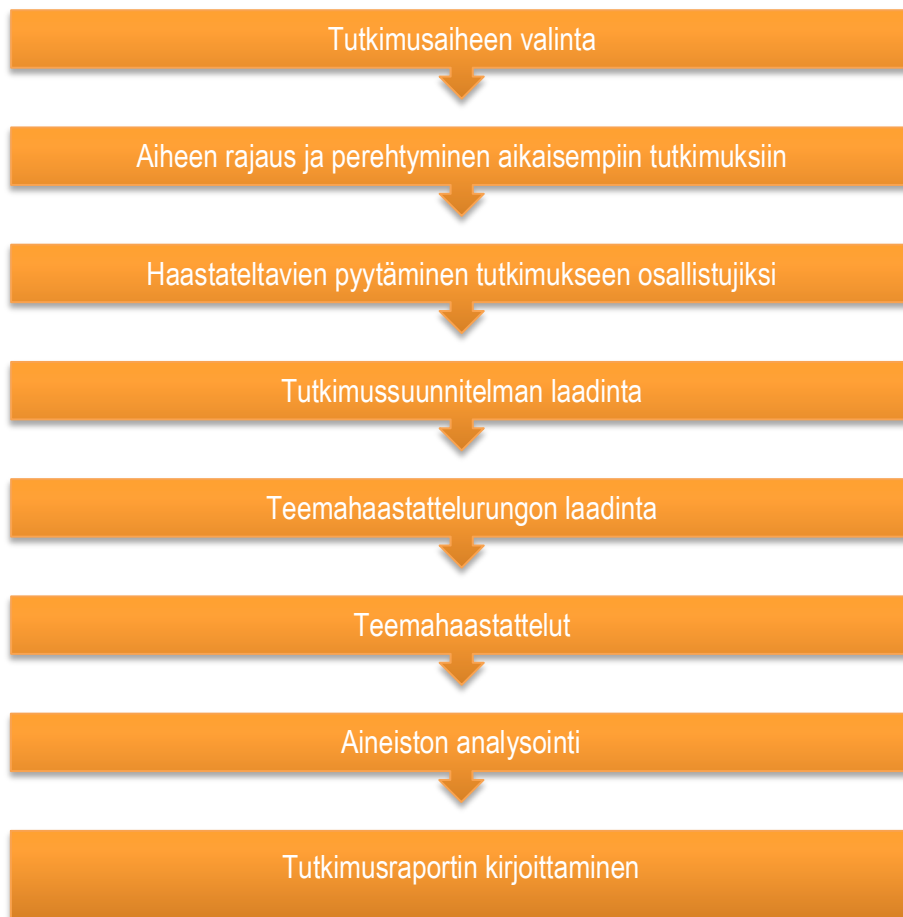 Tutkimusaiheen valinta
Aiheen rajaus ja perehtyminen aikaisempiin tutkimuksiin
Haastateltavien pyytäminen tutkimukseen osallistujiksi
Tutkimussuunnitelman laadinta
Teemahaastattelurungon laadinta
Teemahaastattelut
Aineiston analysointi
Tutkimusraportin kirjoittaminen